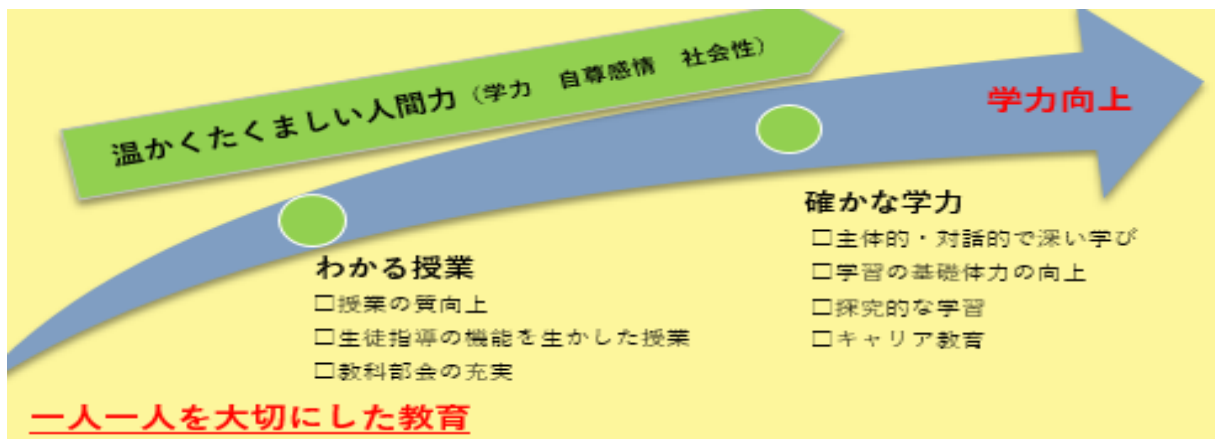 温かくたくましい人間力（学力　自尊感情　社会性）
学力向上
わかる授業
□授業の質向上
□生徒指導の機能を生かした授業
□教科部会の充実
確かな学力
□主体的・対話的で深い学び
□学習の基礎体力の向上
□探究的な学習
□キャリア教育
一人一人を大切にした教育